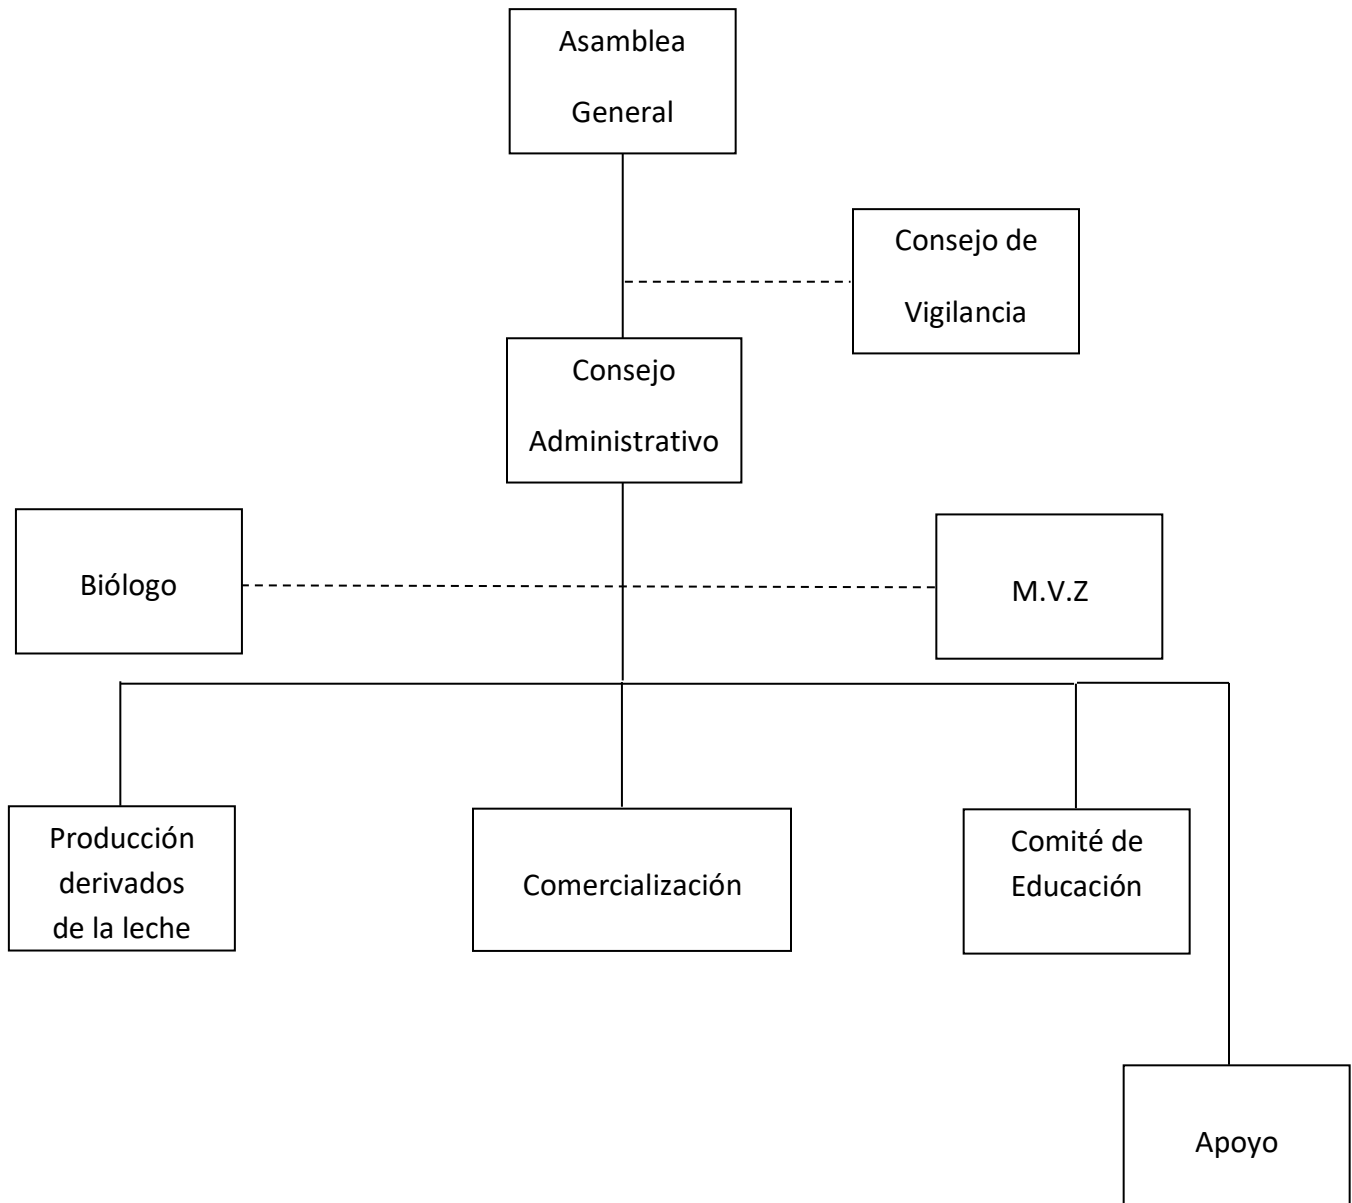 Asamblea
General
Consejo de
Vigilancia
Consejo
Administrativo
Biólogo
M.V.Z
Producción
derivados
de la leche
Comercialización
Comité de
Educación
Apoyo